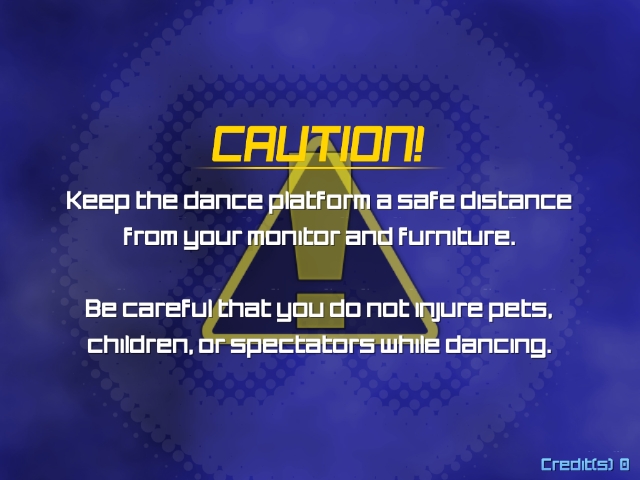 CAUTION!
Keep the dance platform a safe distance
from your monitor and furniture.
Be careful that you do not injure pets,
children, or spectators while dancing.
Credit(s) 0